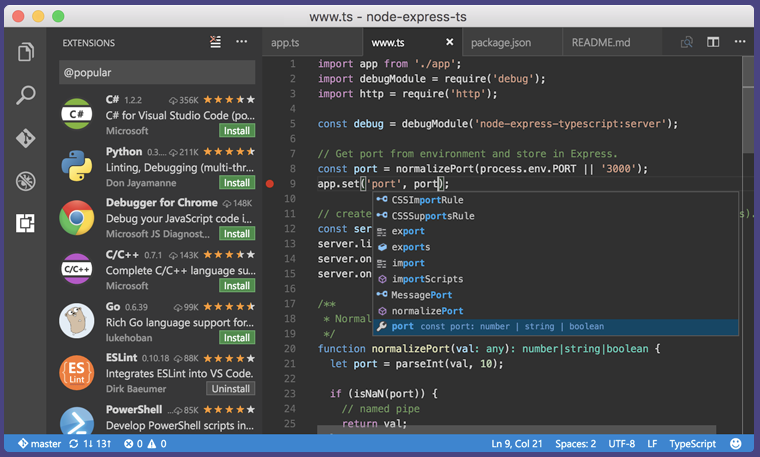 www.ts - node-express-ts
EXTENSIONS
@popular
C# 1.2.2 356K
C# for Visual Studio Code (po...
Microsoft Install
Python 0.3... 211K
Linting, Debugging (multi-thr...
Don Jayamanne Install
Debugger for Chrome 148K
Debug your JavaScript code i...
Microsoft JS Diagnost... Install
C/C++ 0.7.1 143K
Complete C/C++ language su...
Microsoft Install
Go 0.6.39 99K
Rich Go language support for...
lukehoban Install
ESLint 0.10.18 88K
Integrates ESLint into VS Code.
Dirk Baeumer Uninstall
PowerShell ... 85K
Develop PowerShell scripts in...
C#
C/C++
ES
Lint
app.ts www.ts package.json README.md
1 import app from './app';
2 import debugModule = require('debug');
3 import http = require('http');
4
5 const debug = debugModule('node-express-typescript:server');
6
7 // Get port from environment and store in Express.
8 const port = normalizePort(process.env.PORT || '3000');
9 app.set('port', port);
10
11 // create
12 const ser
13 server.li
14 server.on
15 server.on
16
17 /**
18 * Normal
19 */
20 function normalizePort(val: any): number|string|boolean {
21 let port = parseInt(val, 10);
22
23 if (isNaN(port)) {
24 // named pipe
25 return val;
CSSImportRule
CSSSupportsRule
export
exports
import
importScripts
MessagePort
normalizePort
port const port: number | string | boolean
master 1↓ 13↑ 0 0 Ln 9, Col 21 Spaces: 2 UTF-8 LF TypeScript